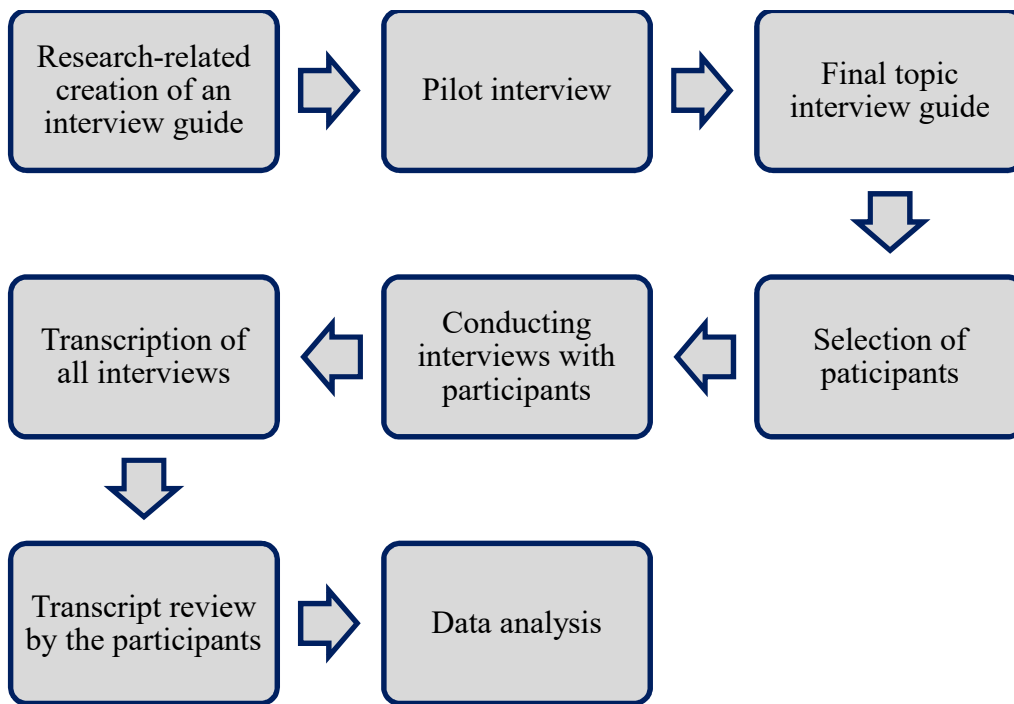 Research-related
creation of an
interview guide
Pilot interview
Final topic
interview guide
Selection of
paticipants
Conducting
interviews with
participants
Transcription of
all interviews
Transcript review
by the participants
Data analysis